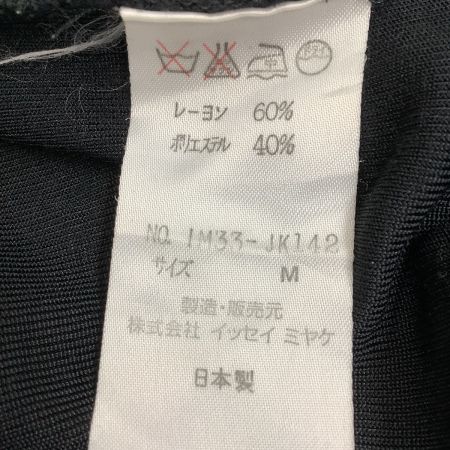 レーヨン 60%
ポリエステル 40%
NO. IM33-JK142
サイズ M
製造・販売元
株式会社 イッセイ ミヤケ
日本製